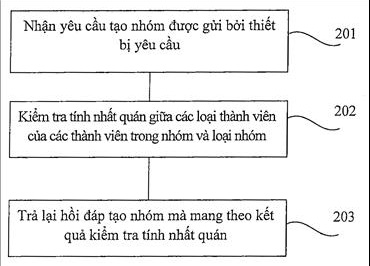 Nhận yêu cầu tạo nhóm được gửi bởi thiết
bị yêu cầu
201
Kiểm tra tính nhất quán giữa các loại thành viên
của các thành viên trong nhóm và loại nhóm
202
Trả lại hồi đáp tạo nhóm mà mang theo kết
quả kiểm tra tính nhất quán
203